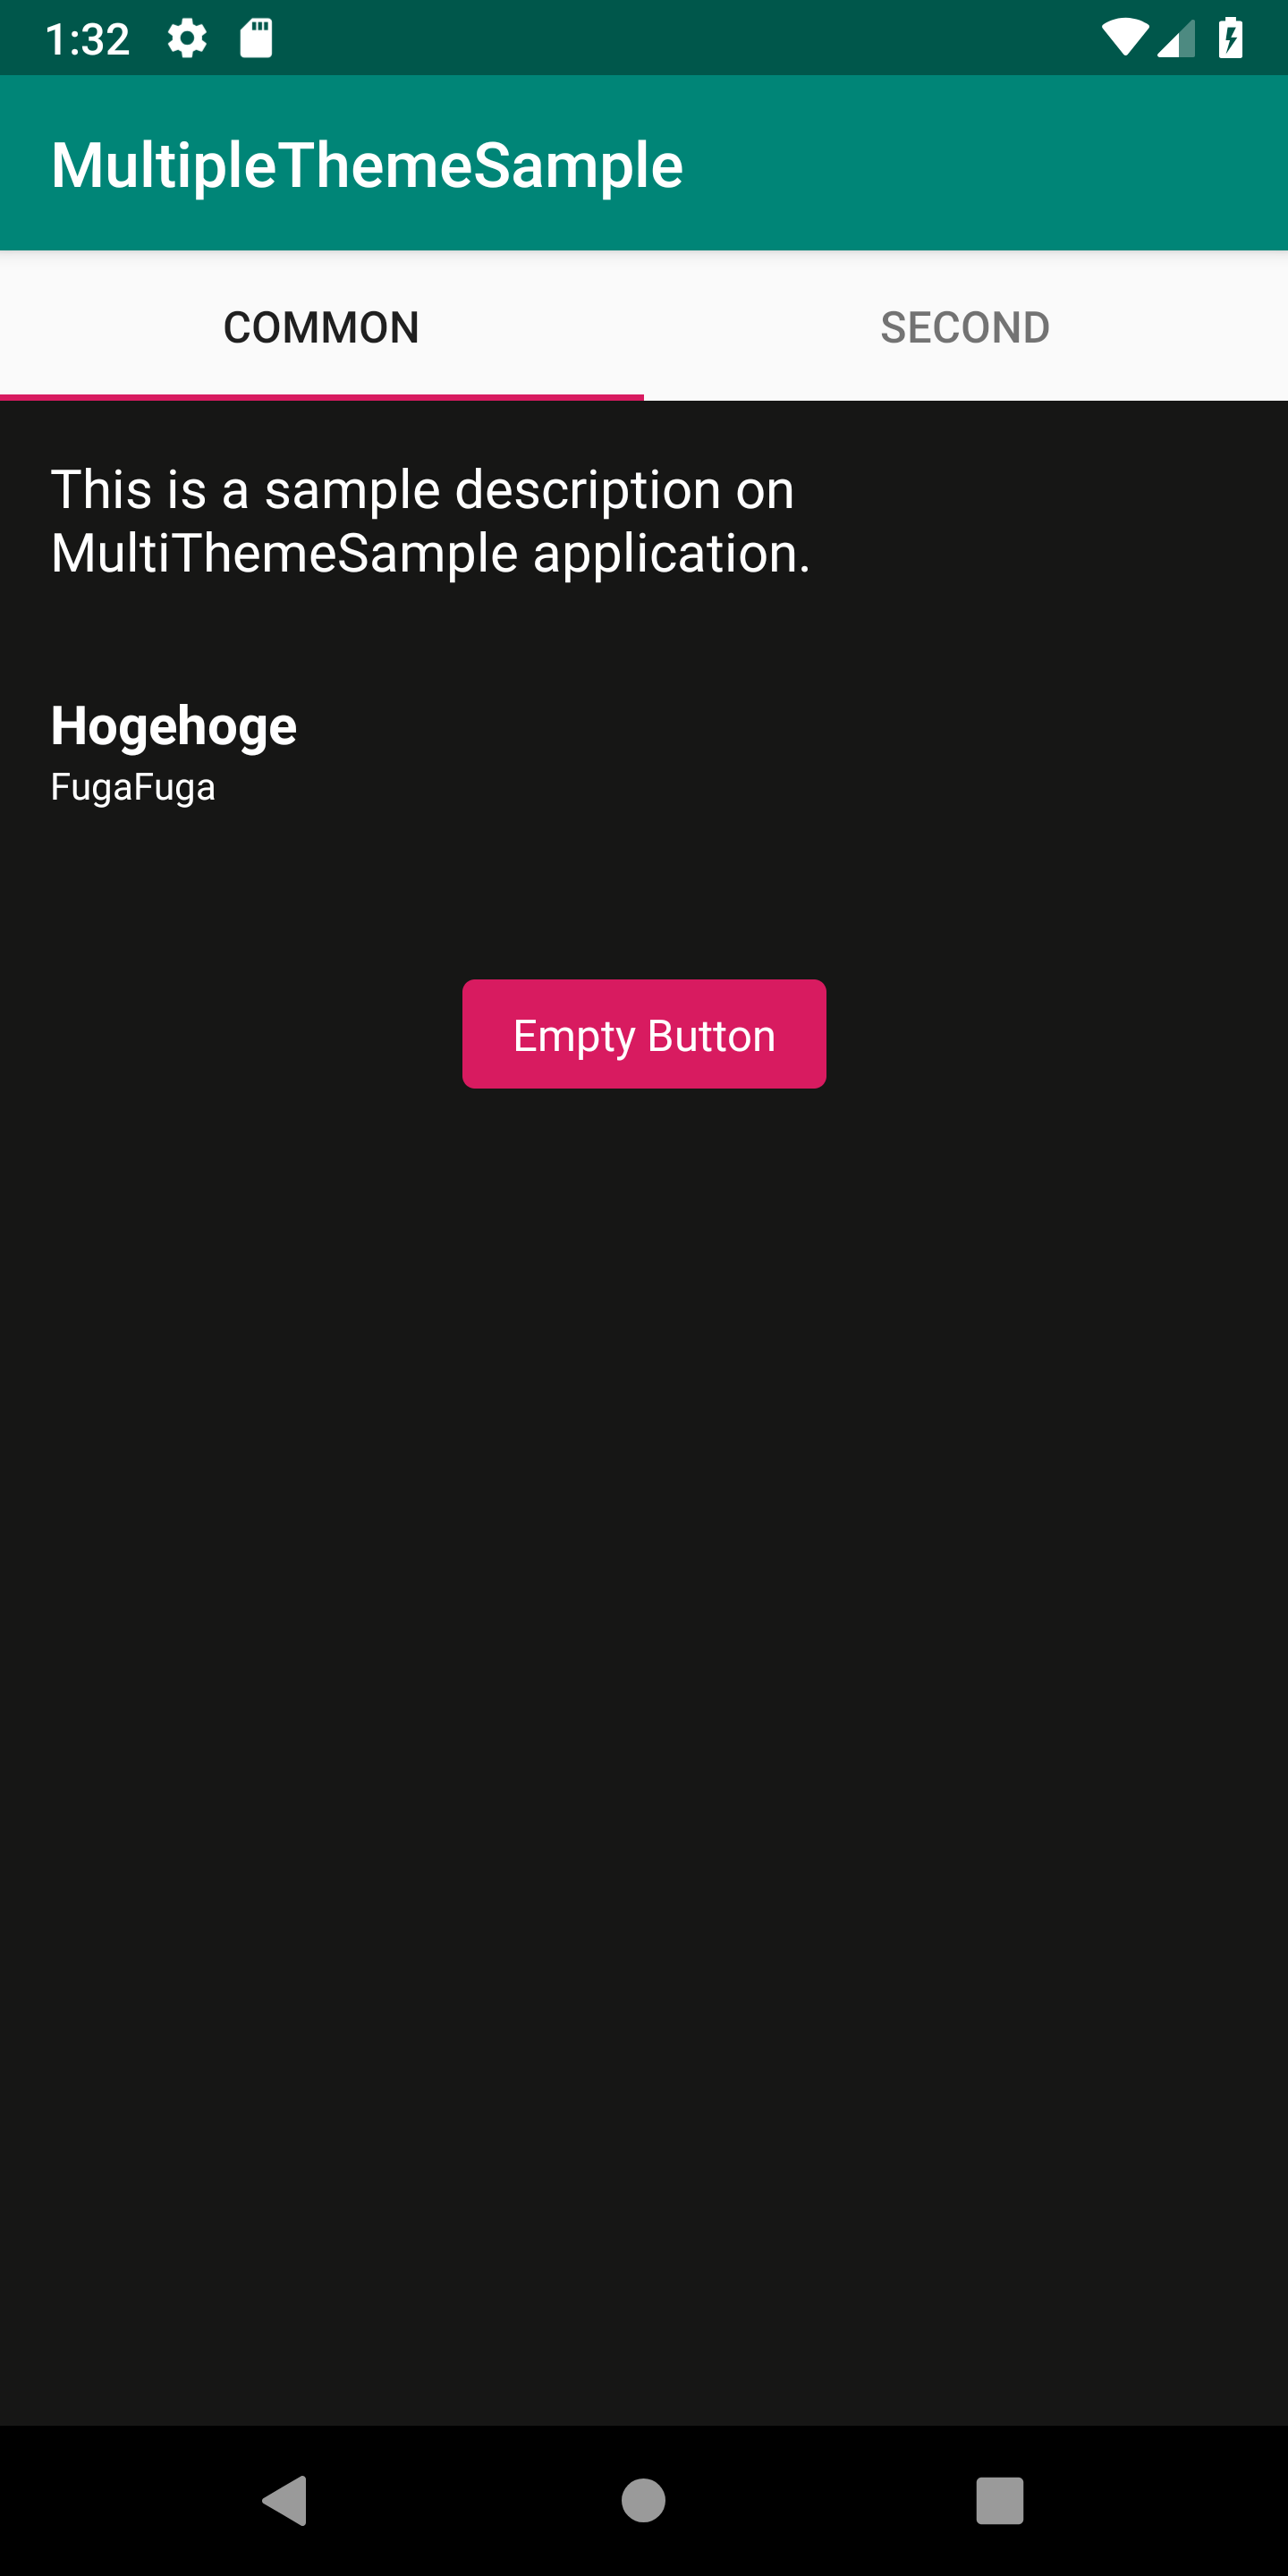 1:32
MultipleThemeSample
COMMON
SECOND
This is a sample description on
MultiThemeSample application.
Hogehoge
FugaFuga
Empty Button